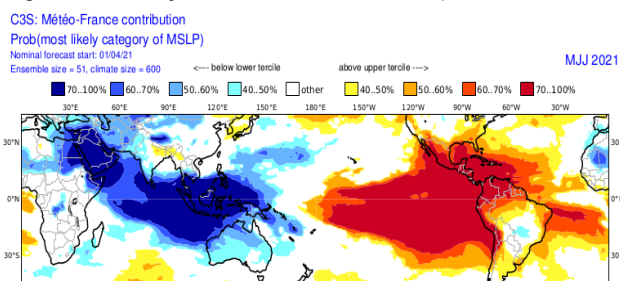 C3S: Météo-France contribution
Prob(most likely category of MSLP)
Nominal forecast start: 01/04/21
Ensemble size = 51, climate size = 600
<---- below lower tercile
above upper tercile ---->
MJJ 2021
70..100% 60..70% 50..60% 40..50% other 40..50% 50..60% 60..70% 70..100%
30°E 60°E 90°E 120°E 150°E 180°E 150°W 120°W 90°W 60°W 30°W
30°N 30
0°N 0°
30°S 30